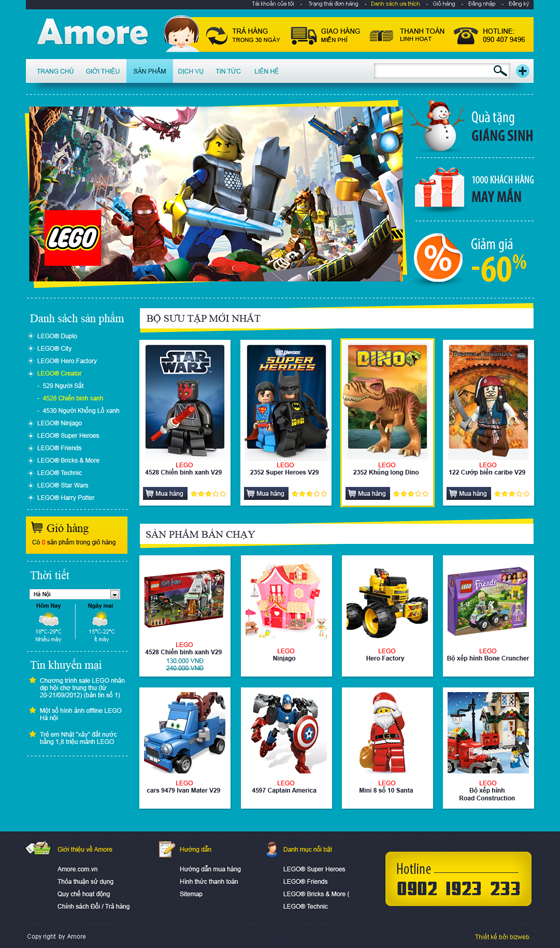 Tài khoản của tôi - Trạng thái đơn hàng - Danh sách ưa thích - Giỏ hàng - Đăng nhập - Đăng ký
Amore
TRẢ HÀNG
TRONG 30 NGÀY
GIAO HÀNG
MIỄN PHÍ
THANH TOÁN
LINH HOẠT
HOTLINE:
090 407 9496
TRANG CHỦ
GIỚI THIỆU
SẢN PHẨM
DỊCH VỤ
TIN TỨC
LIÊN HỆ
LEGO
Quà tặng
GIÁNG SINH
1000 KHÁCH HÀNG
MAY MẮN
%
Giảm giá
-60%
Danh sách sản phẩm
LEGO® Duplo
LEGO® City
LEGO® Hero Factory
LEGO® Creator
- 529 Người Sắt
- 4528 Chiến binh xanh
- 4530 Người Khổng Lồ xanh
LEGO® Ninjago
LEGO® Super Heroes
LEGO® Friends
LEGO® Bricks & More
LEGO® Technic
LEGO® Star Wars
LEGO® Harry Potter
Giỏ hàng
Có 0 sản phẩm trong giỏ hàng
Thời tiết
Hà Nội
Hôm Nay
Ngày mai
18°C-28°C
15°C-22°C
Nhiều mây
Ít mây
Tin khuyến mại
Chương trình sale LEGO nhân
dịp hội chợ trung thu (từ
20-21/09/2012) (bản tin số 1)
Một số hình ảnh offline LEGO
Hà nội
Trẻ em Nhật "xây" đất nước
bằng 1,8 triệu mảnh LEGO
BỘ SƯU TẬP MỚI NHẤT
STAR WARS
LEGO
4528 Chiến binh xanh V29
Mua hàng
SUPER HEROES
LEGO
2352 Super Heroes V29
Mua hàng
DINO
LEGO
2352 Khủng long Dino
Mua hàng
LEGO
122 Cướp biển caribe V29
Mua hàng
SẢN PHẨM BÁN CHẠY
LEGO
4528 Chiến binh xanh V29
130.000 VNĐ
240.000 VNĐ
LEGO
Ninjago
LEGO
Hero Factory
Friends
LEGO
Bộ xếp hình Bone Cruncher
LEGO
cars 9479 Ivan Mater V29
LEGO
4597 Captain America
LEGO
Mini 8 số 10 Santa
LEGO
Bộ xếp hình
Road Construction
Giới thiệu về Amore
Amore.com.vn
Thỏa thuận sử dụng
Quy chế hoạt động
Chính sách Đổi / Trả hàng
Hướng dẫn
Hướng dẫn mua hàng
Hình thức thanh toán
Sitemap
Danh mục nổi bật
LEGO® Super Heroes
LEGO® Friends
LEGO® Bricks & More (
LEGO® Technic
Hotline
0902 1923 233
Copy right by Amore
Thiết kế bởi bizweb